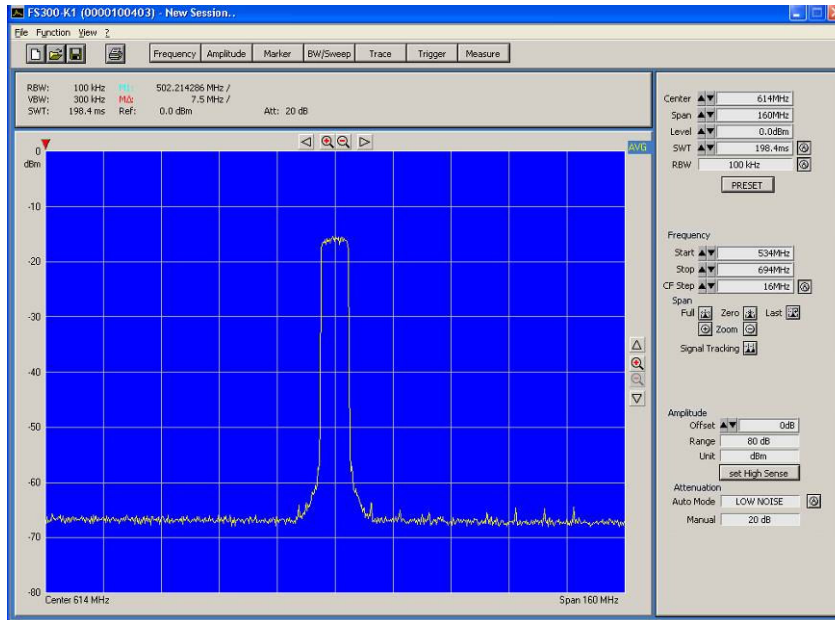 FS300-K1 (0000100403) - New Session..
File Function View ?
Frequency Amplitude Marker BW/Sweep Trace Trigger Measure
RBW: 100 kHz M1: 502.214286 MHz /
VBW: 300 kHz MΔ: 7.5 MHz /
SWT: 198.4 ms Ref: 0.0 dBm Att: 20 dB
AVG
0
dBm
-10
-20
-30
-40
-50
-60
-70
-80
Center 614 MHz Span 160 MHz
Center 614MHz
Span 160MHz
Level 0.0dBm
SWT 198.4ms
RBW 100 kHz
PRESET
Frequency
Start 534MHz
Stop 694MHz
CF Step 16MHz
Span
Full Zero Last
Zoom
Signal Tracking
Amplitude
Offset 0dB
Range 80 dB
Unit dBm
set High Sense
Attenuation
Auto Mode LOW NOISE
Manual 20 dB